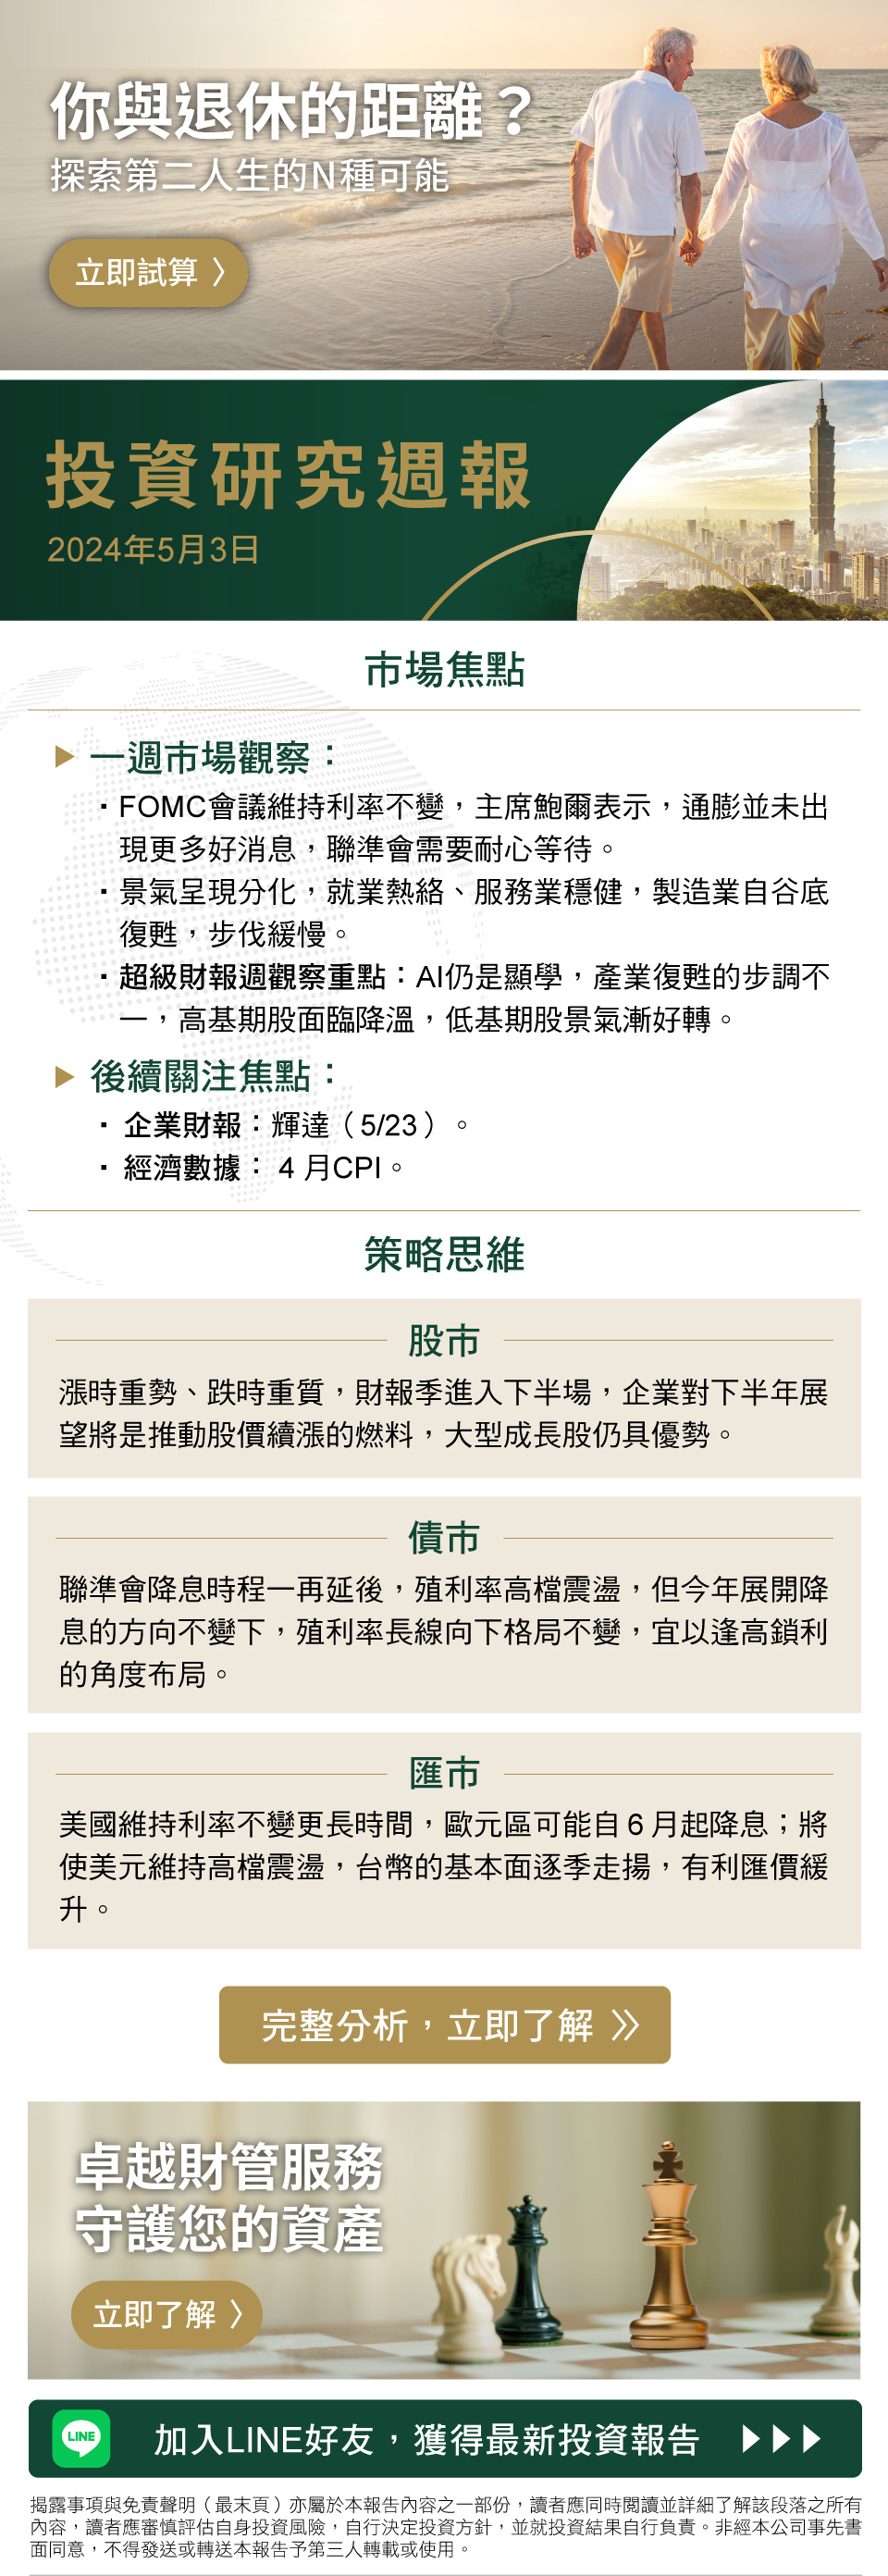 你與退休的距離？
探索第二人生的N種可能
立即試算 〉
投資研究週報
2024年5月3日
市場焦點
▶ 一週市場觀察：
・FOMC會議維持利率不變，主席鮑爾表示，通膨並未出
現更多好消息，聯準會需要耐心等待。
・景氣呈現分化，就業熱絡、服務業穩健，製造業自谷底
復甦，步伐緩慢。
・超級財報週觀察重點：AI仍是顯學，產業復甦的步調不
一，高基期股面臨降溫，低基期股景氣漸好轉。
▶ 後續關注焦點：
・企業財報：輝達（5/23）。
・經濟數據： 4 月CPI。
策略思維
股市
漲時重勢、跌時重質，財報季進入下半場，企業對下半年展
望將是推動股價續漲的燃料，大型成長股仍具優勢。
債市
聯準會降息時程一再延後，殖利率高檔震盪，但今年展開降
息的方向不變下，殖利率長線向下格局不變，宜以逢高鎖利
的角度布局。
匯市
美國維持利率不變更長時間，歐元區可能自 6 月起降息；將
使美元維持高檔震盪，台幣的基本面逐季走揚，有利匯價緩
升。
完整分析，立即了解 》
卓越財管服務
守護您的資產
立即了解 〉
LINE
加入LINE好友，獲得最新投資報告 ▶▶▶
揭露事項與免責聲明（最末頁）亦屬於本報告內容之一部份，讀者應同時閱讀並詳細了解該段落之所有
內容，讀者應審慎評估自身投資風險，自行決定投資方針，並就投資結果自行負責。非經本公司事先書
面同意，不得發送或轉送本報告予第三人轉載或使用。